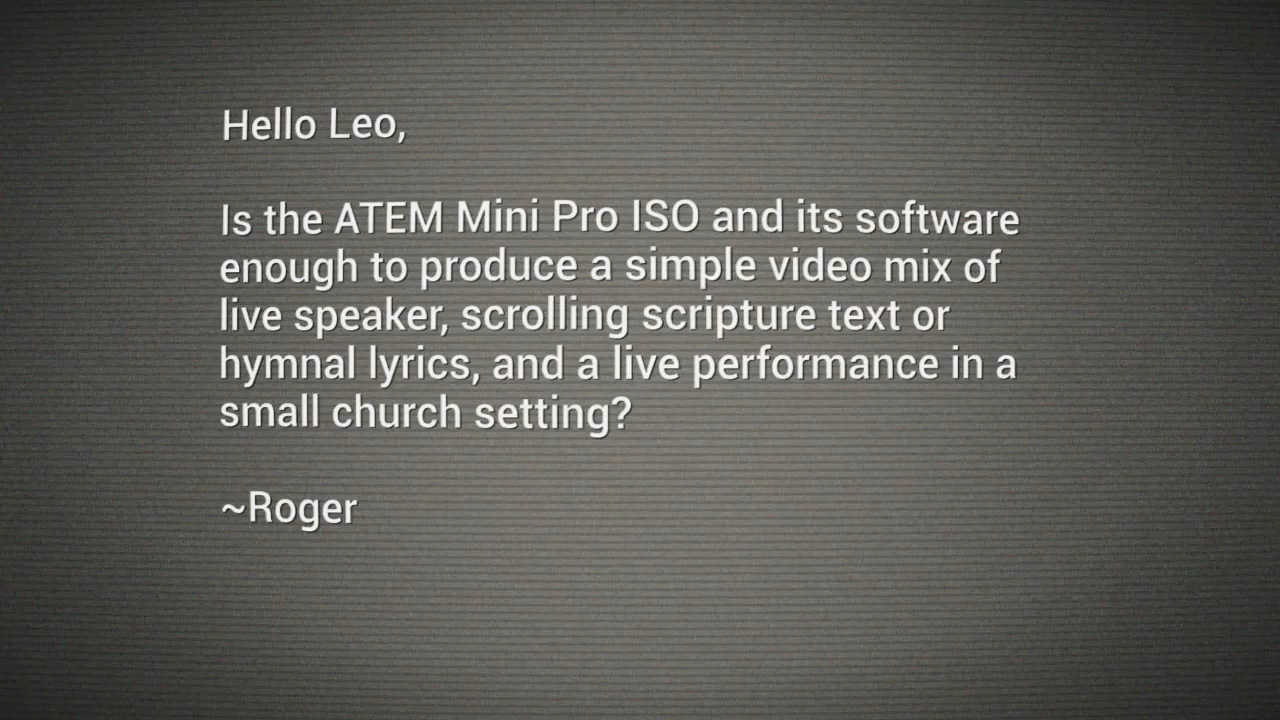 Hello Leo,
Is the ATEM Mini Pro ISO and its software
enough to produce a simple video mix of
live speaker, scrolling scripture text or
hymnal lyrics, and a live performance in a
small church setting?
~Roger